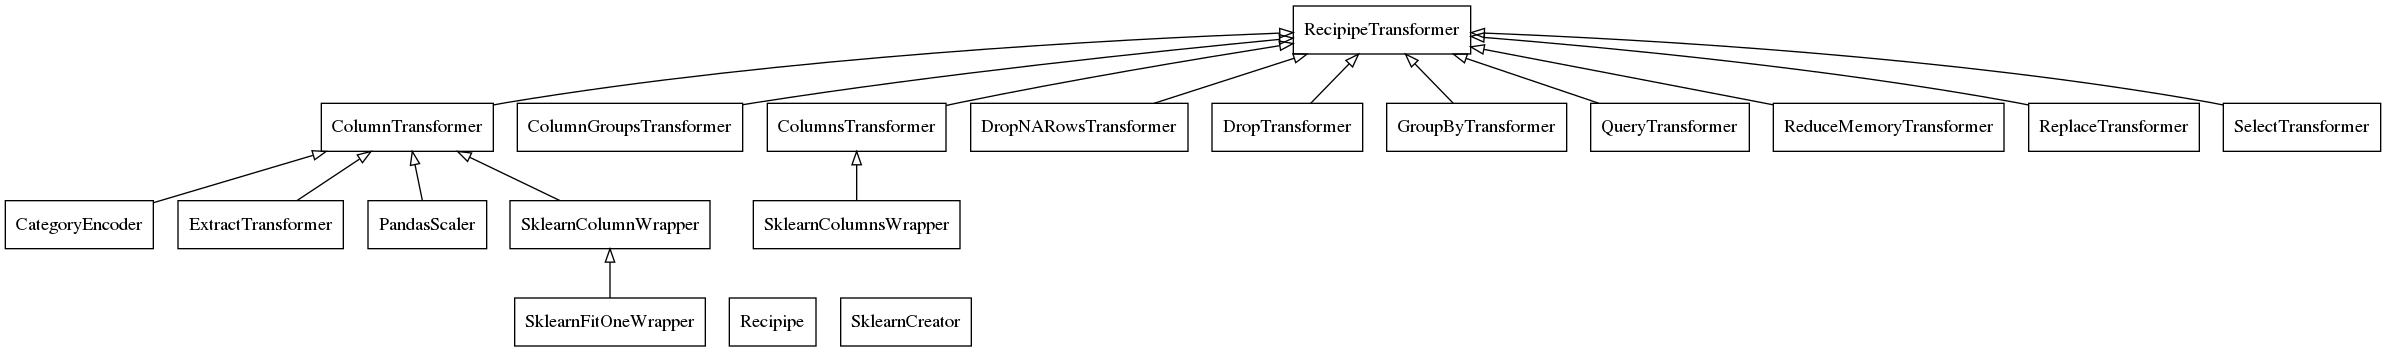 RecipipeTransformer
ColumnTransformer
ColumnGroupsTransformer
ColumnsTransformer
DropNARowsTransformer
DropTransformer
GroupByTransformer
QueryTransformer
ReduceMemoryTransformer
ReplaceTransformer
SelectTransformer
CategoryEncoder
ExtractTransformer
PandasScaler
SklearnColumnWrapper
SklearnColumnsWrapper
SklearnFitOneWrapper
Recipipe
SklearnCreator